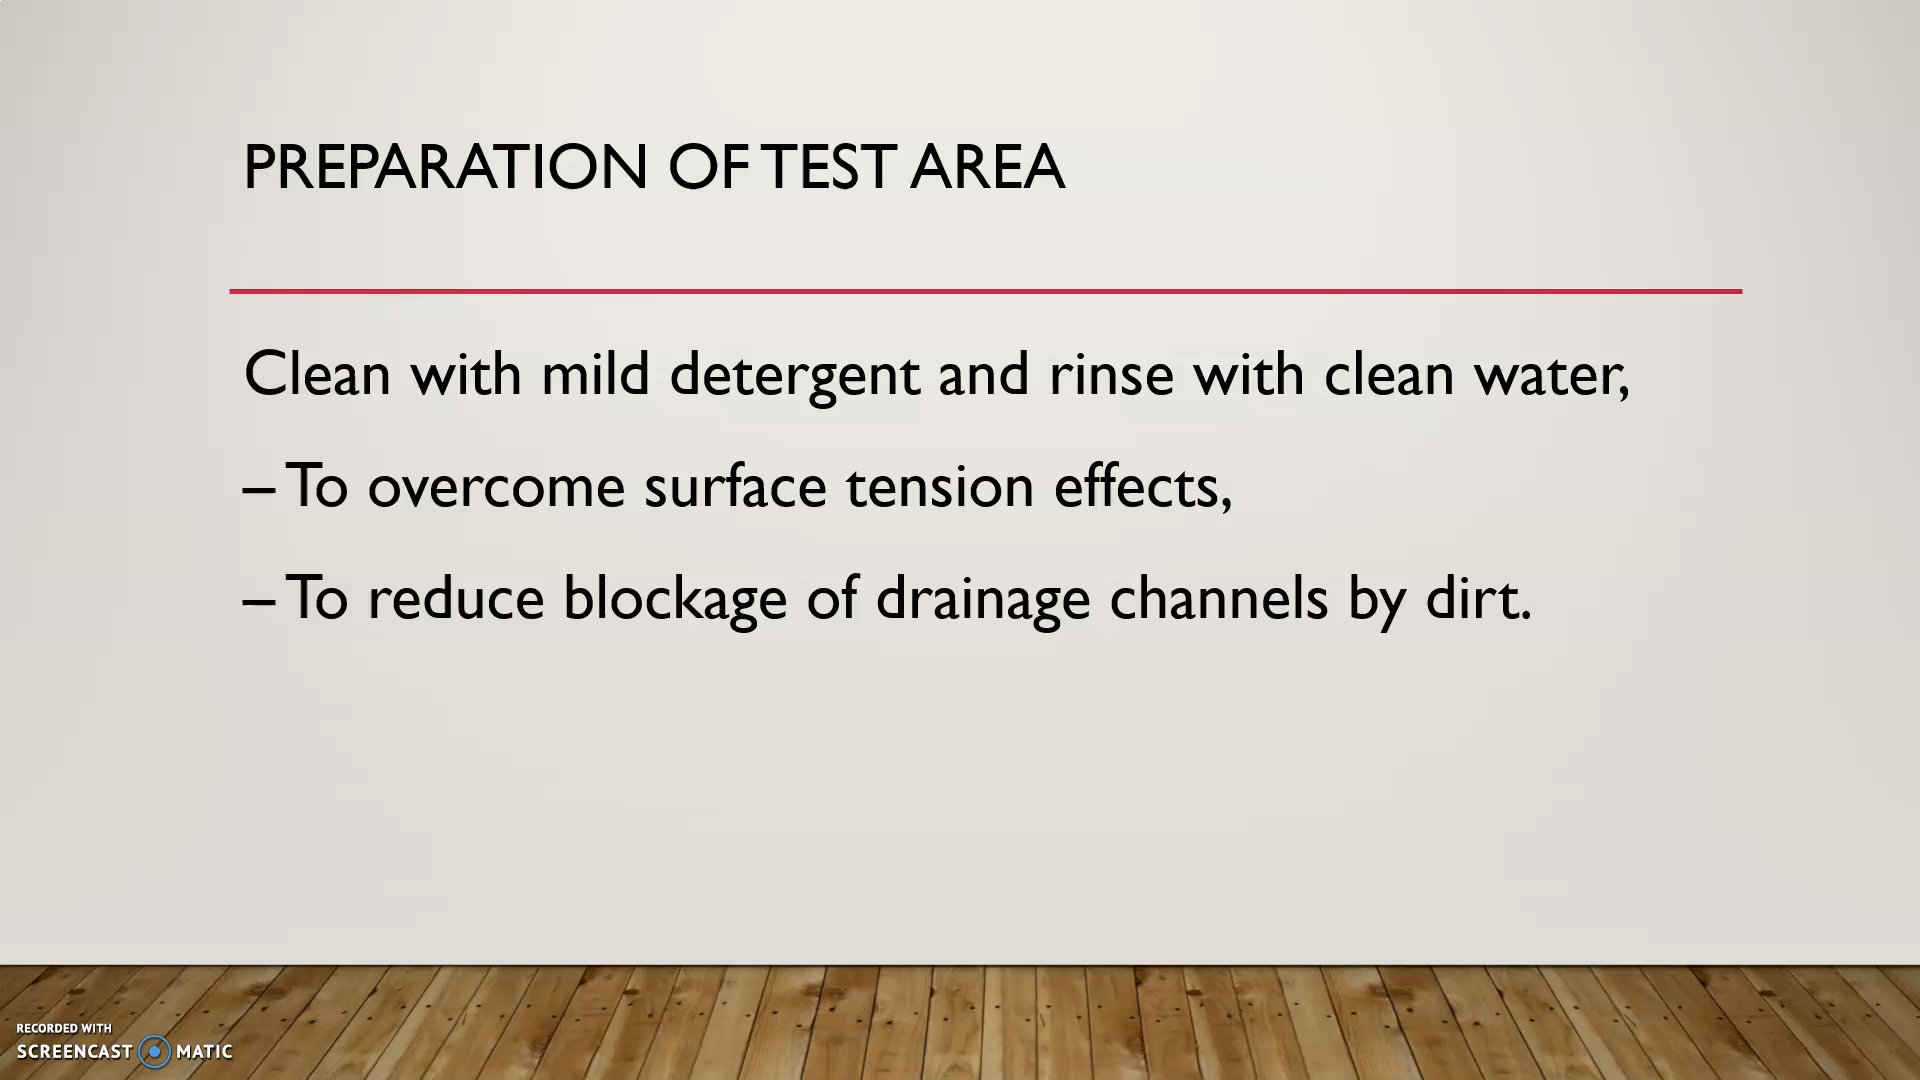 PREPARATION OF TEST AREA
Clean with mild detergent and rinse with clean water,
– To overcome surface tension effects,
– To reduce blockage of drainage channels by dirt.
RECORDED WITH
SCREENCAST MATIC